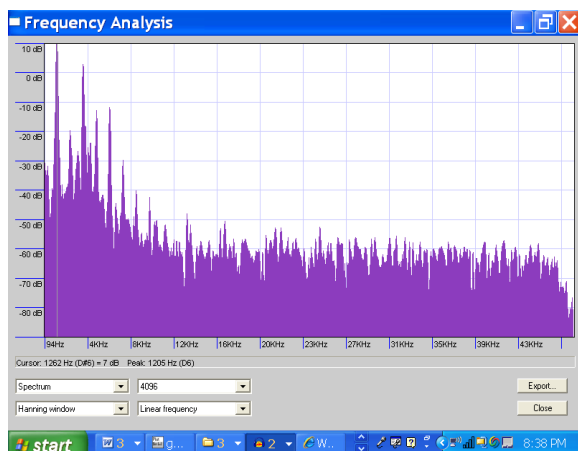 Frequency Analysis
10 dB
0 dB
-10 dB
-20 dB
-30 dB
-40 dB
-50 dB
-60 dB
-70 dB
-80 dB
94Hz 4KHz 8KHz 12KHz 16KHz 20KHz 23KHz 27KHz 31KHz 35KHz 39KHz 43KHz
Cursor: 1262 Hz (D#6) = 7 dB Peak: 1205 Hz (D6)
Spectrum 4096 Export...
Hanning window Linear frequency Close
start 3 g... 3 2 W... 8:38 PM